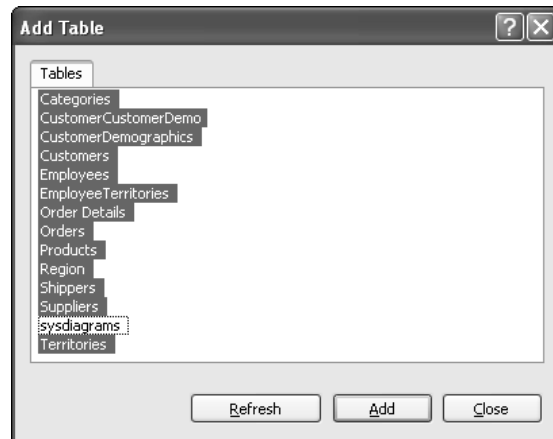 Add Table
Tables
Categories
CustomerCustomerDemo
CustomerDemographics
Customers
Employees
EmployeeTerritories
Order Details
Orders
Products
Region
Shippers
Suppliers
sysdiagrams
Territories
Refresh Add Close